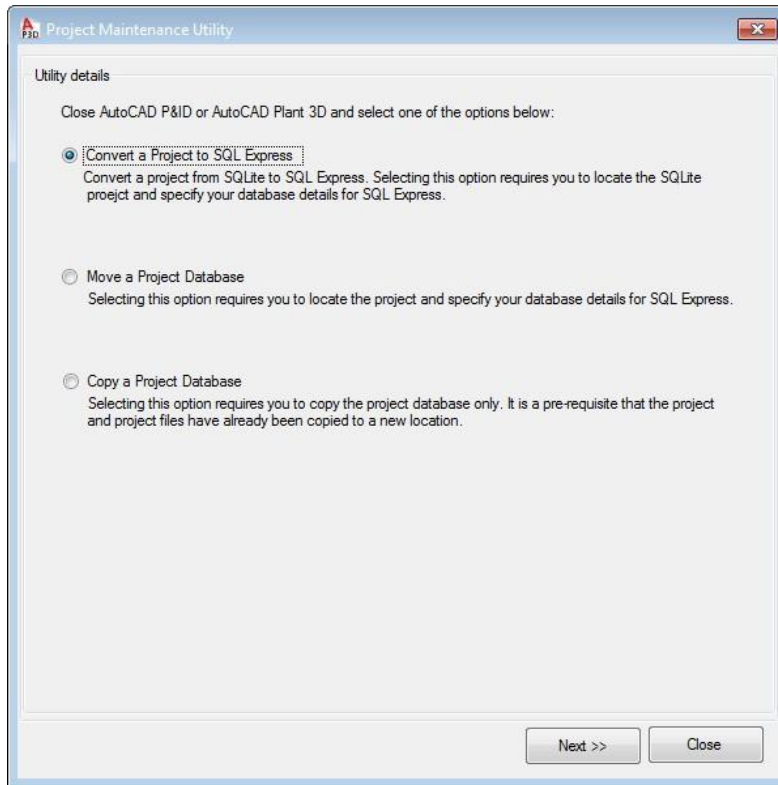 A
P3D
Project Maintenance Utility
Utility details
Close AutoCAD P&ID or AutoCAD Plant 3D and select one of the options below:
Convert a Project to SQL Express
Convert a project from SQLite to SQL Express. Selecting this option requires you to locate the SQLite
proejct and specify your database details for SQL Express.
Move a Project Database
Selecting this option requires you to locate the project and specify your database details for SQL Express.
Copy a Project Database
Selecting this option requires you to copy the project database only. It is a pre-requisite that the project
and project files have already been copied to a new location.
Next >>
Close